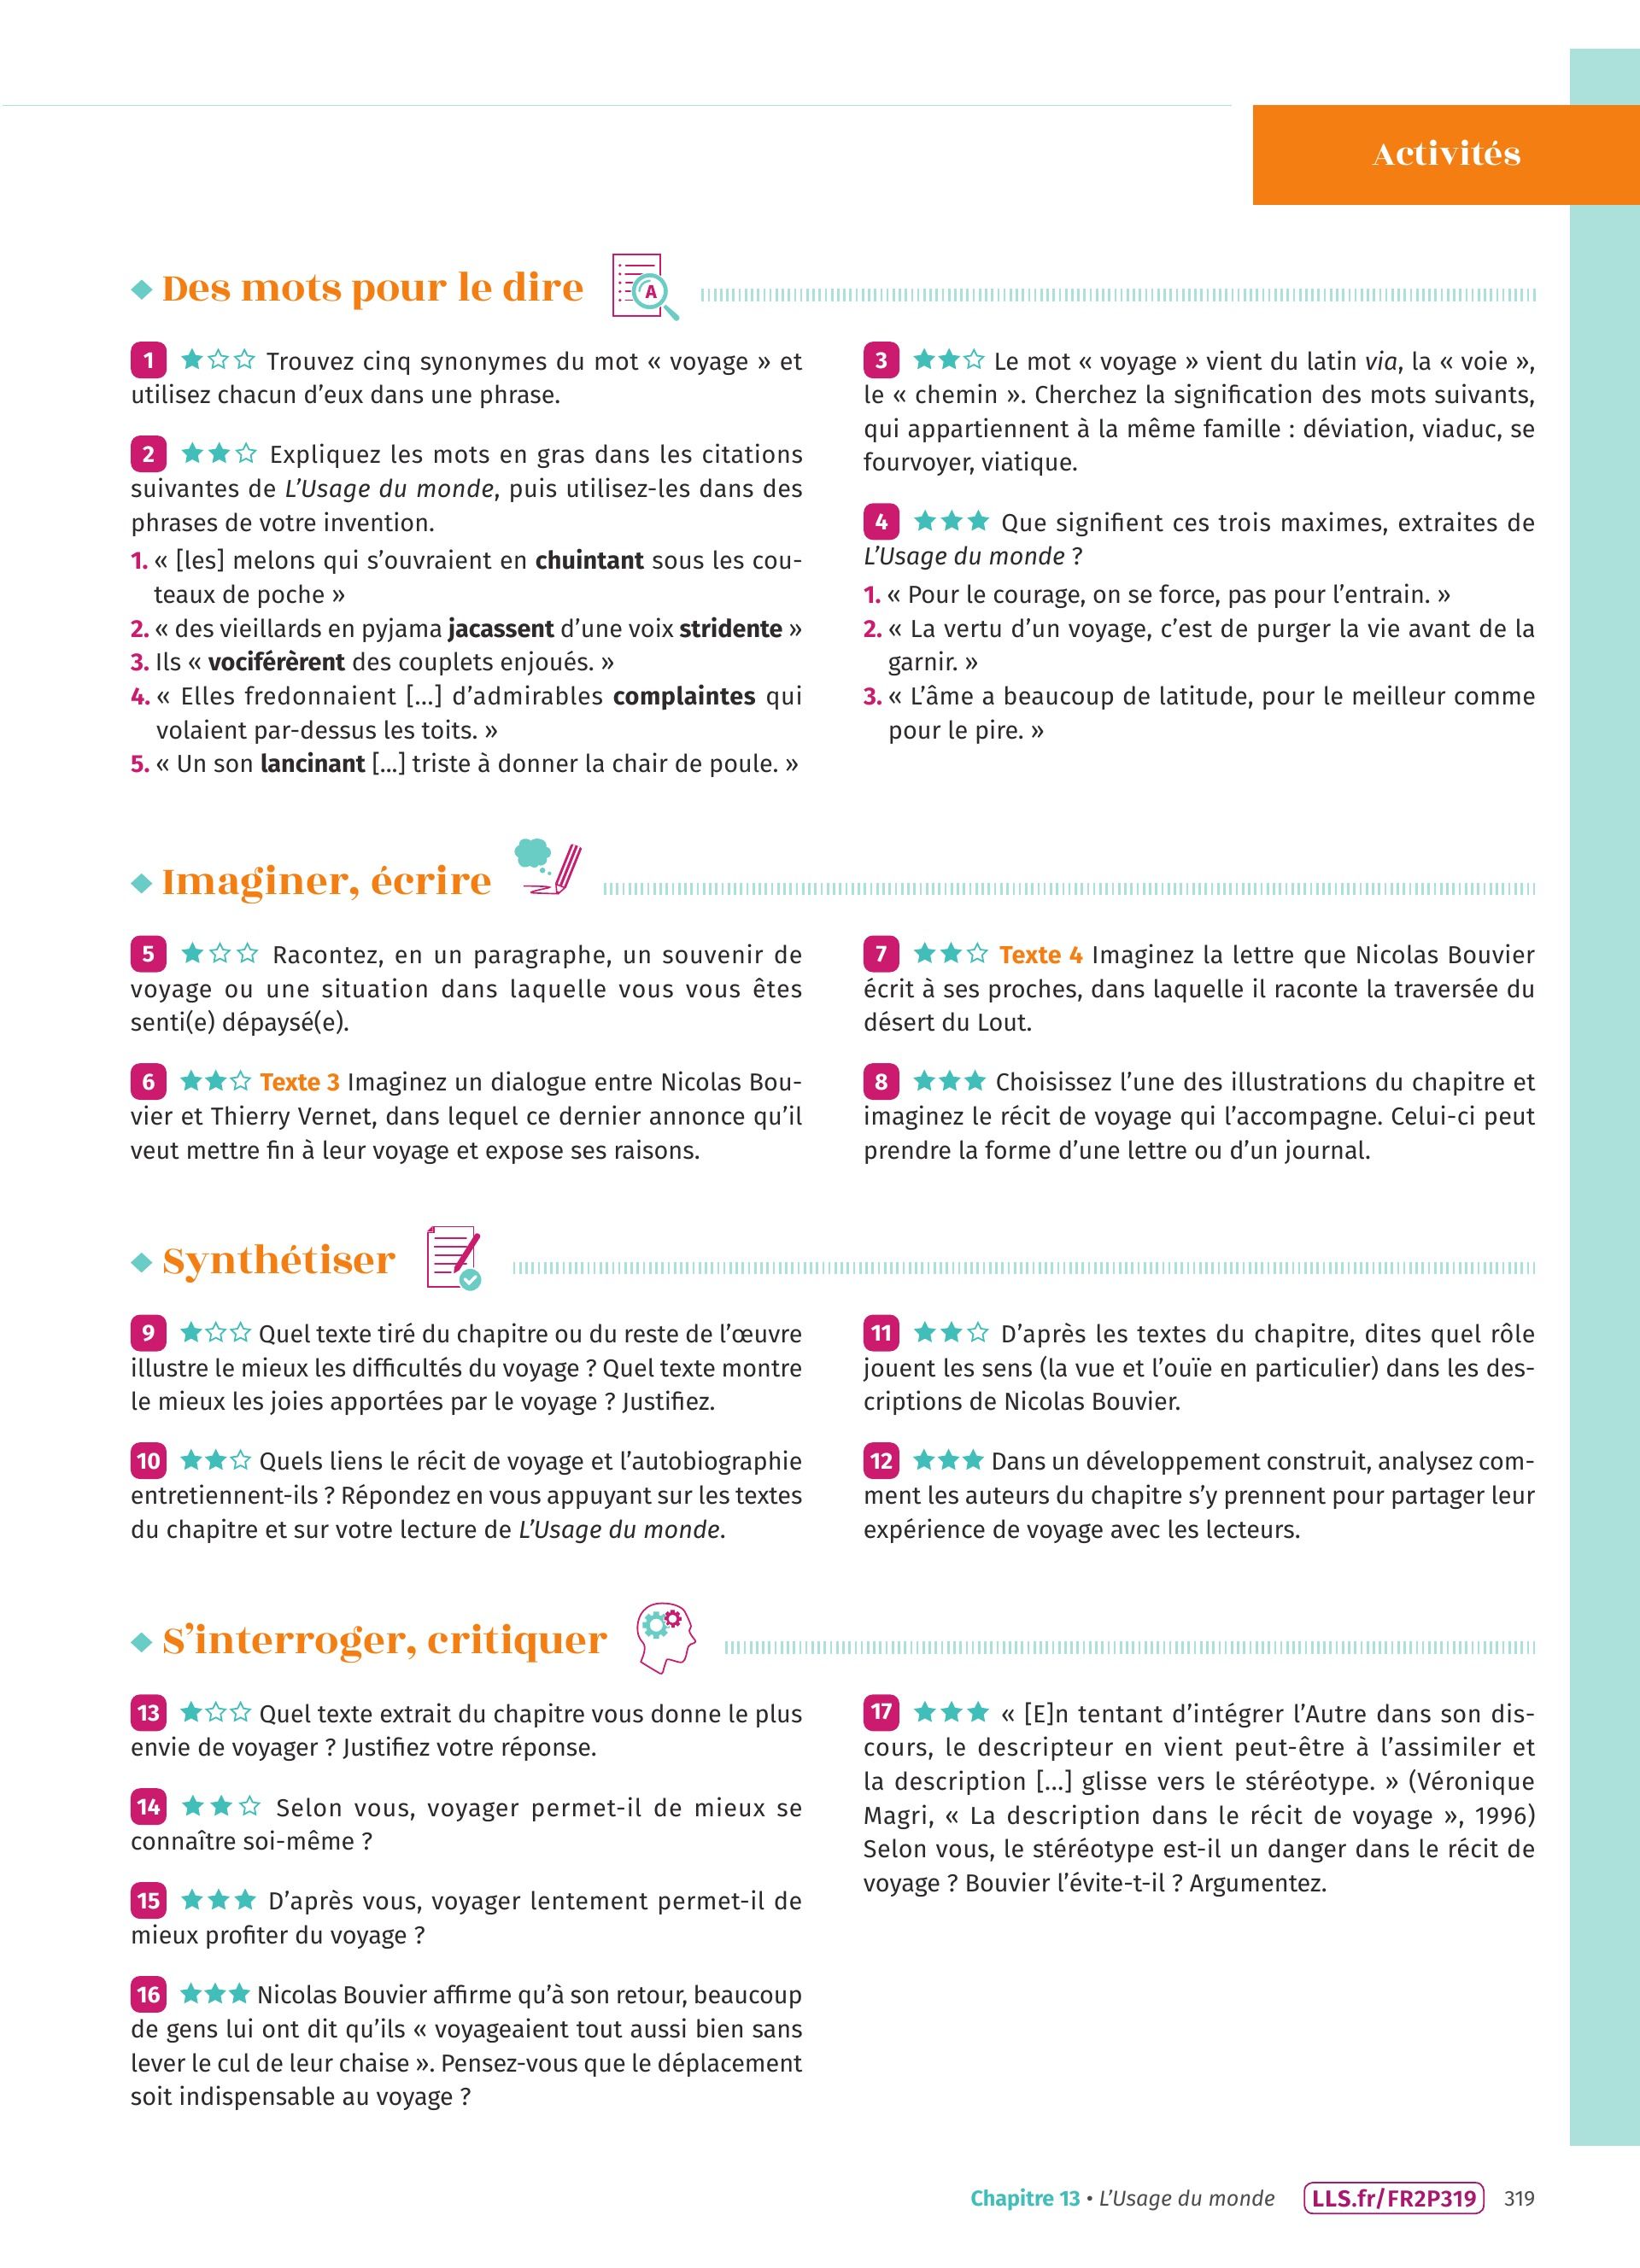 Activités
Des mots pour le dire
A
1 Trouvez cinq synonymes du mot « voyage » et
utilisez chacun d'eux dans une phrase.
2 Expliquez les mots en gras dans les citations
suivantes de L'Usage du monde, puis utilisez-les dans des
phrases de votre invention.
1. « [les] melons qui s'ouvraient en chuintant sous les cou-
teaux de poche »
2. « des vieillards en pyjama jacassent d'une voix stridente »
3. Ils « vociférèrent des couplets enjoués. »
4. « Elles fredonnaient [...] d'admirables complaintes qui
volaient par-dessus les toits. »
5. « Un son lancinant [...] triste à donner la chair de poule. »
3 Le mot « voyage » vient du latin via, la « voie »,
le « chemin ». Cherchez la signification des mots suivants,
qui appartiennent à la même famille : déviation, viaduc, se
fourvoyer, viatique.
4 Que signifient ces trois maximes, extraites de
L'Usage du monde ?
1. « Pour le courage, on se force, pas pour l'entrain. »
2. « La vertu d'un voyage, c'est de purger la vie avant de la
garnir. »
3. « L'âme a beaucoup de latitude, pour le meilleur comme
pour le pire. »
Imaginer, écrire
5 Racontez, en un paragraphe, un souvenir de
voyage ou une situation dans laquelle vous vous êtes
senti(e) dépaysé(e).
6 Texte 3 Imaginez un dialogue entre Nicolas Bou-
vier et Thierry Vernet, dans lequel ce dernier annonce qu'il
veut mettre fin à leur voyage et expose ses raisons.
7 Texte 4 Imaginez la lettre que Nicolas Bouvier
écrit à ses proches, dans laquelle il raconte la traversée du
désert du Lout.
8 Choisissez l'une des illustrations du chapitre et
imaginez le récit de voyage qui l'accompagne. Celui-ci peut
prendre la forme d'une lettre ou d'un journal.
Synthétiser
9 Quel texte tiré du chapitre ou du reste de l'œuvre
illustre le mieux les difficultés du voyage ? Quel texte montre
le mieux les joies apportées par le voyage ? Justifiez.
10 Quels liens le récit de voyage et l'autobiographie
entretiennent-ils ? Répondez en vous appuyant sur les textes
du chapitre et sur votre lecture de L'Usage du monde.
11 D'après les textes du chapitre, dites quel rôle
jouent les sens (la vue et l'ouïe en particulier) dans les des-
criptions de Nicolas Bouvier.
12 Dans un développement construit, analysez com-
ment les auteurs du chapitre s'y prennent pour partager leur
expérience de voyage avec les lecteurs.
S'interroger, critiquer
13 Quel texte extrait du chapitre vous donne le plus
envie de voyager ? Justifiez votre réponse.
14 Selon vous, voyager permet-il de mieux se
connaître soi-même ?
15 D'après vous, voyager lentement permet-il de
mieux profiter du voyage ?
16 Nicolas Bouvier affirme qu'à son retour, beaucoup
de gens lui ont dit qu'ils « voyageaient tout aussi bien sans
lever le cul de leur chaise ». Pensez-vous que le déplacement
soit indispensable au voyage ?
17 « [E]n tentant d'intégrer l'Autre dans son dis-
cours, le descripteur en vient peut-être à l'assimiler et
la description [...] glisse vers le stéréotype. » (Véronique
Magri, « La description dans le récit de voyage », 1996)
Selon vous, le stéréotype est-il un danger dans le récit de
voyage ? Bouvier l'évite-t-il ? Argumentez.
Chapitre 13 • L'Usage du monde LLS.fr/FR2P319 319